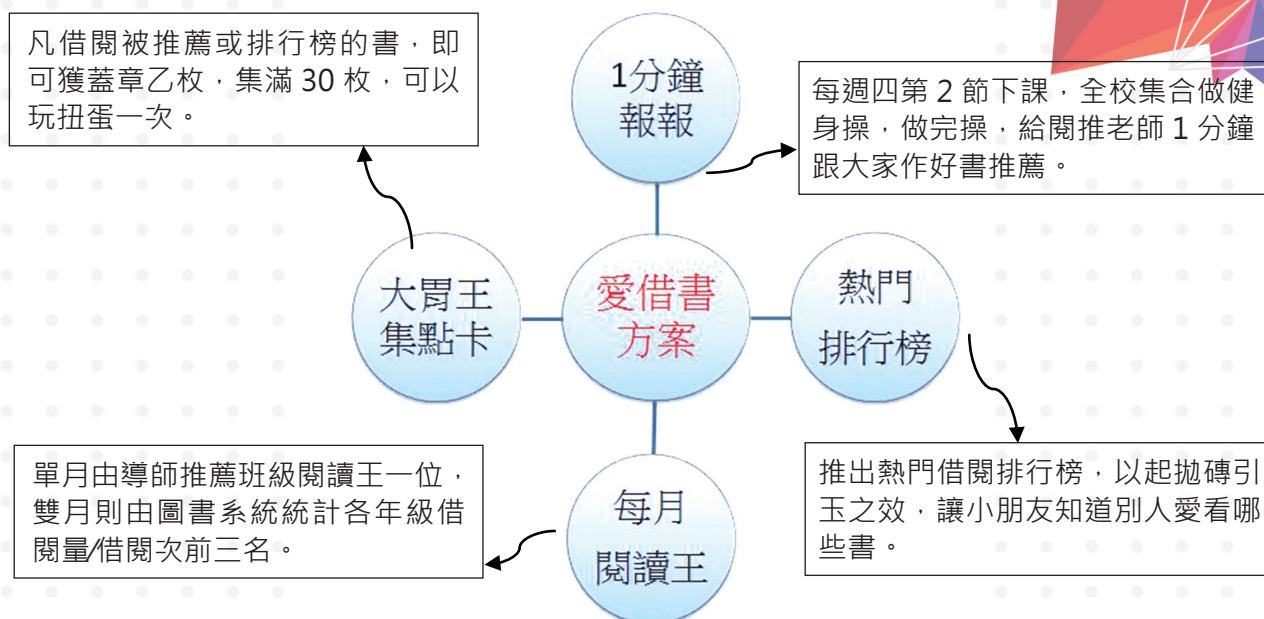 凡借閱被推薦或排行榜的書，即
可獲蓋章乙枚，集滿 30 枚，可以
玩扭蛋一次。
1分鐘
報報
每週四第 2 節下課，全校集合做健
身操，做完操，給閱推老師 1 分鐘
跟大家作好書推薦。
大胃王
集點卡
愛借書
方案
熱門
排行榜
單月由導師推薦班級閱讀王一位，
雙月則由圖書系統統計各年級借
閱量/借閱次前三名。
每月
閱讀王
推出熱門借閱排行榜，以起拋磚引
玉之效，讓小朋友知道別人愛看哪
些書。